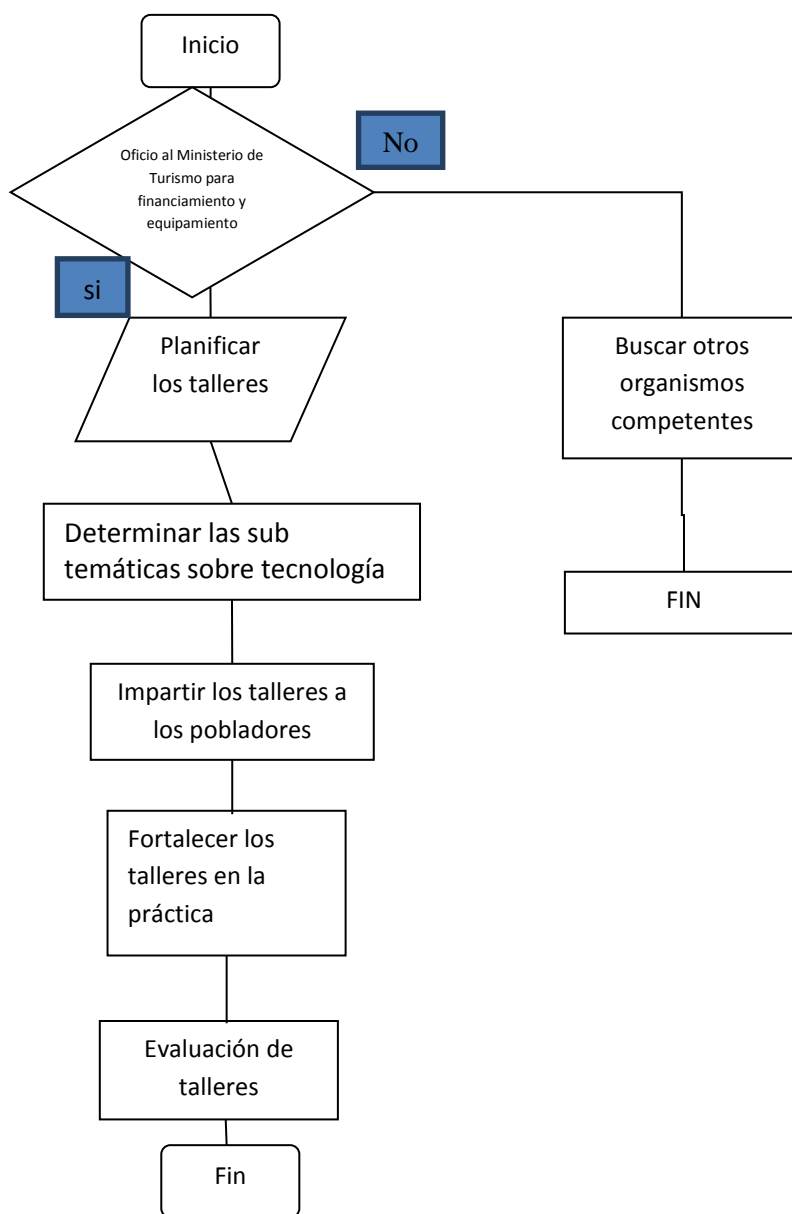 Inicio
Oficio al Ministerio de
Turismo para
financiamiento y
equipamiento
No
si
Planificar
los talleres
Buscar otros
organismos
competentes
Determinar las sub
temáticas sobre tecnología
FIN
Impartir los talleres a
los pobladores
Fortalecer los
talleres en la
práctica
Evaluación de
talleres
Fin